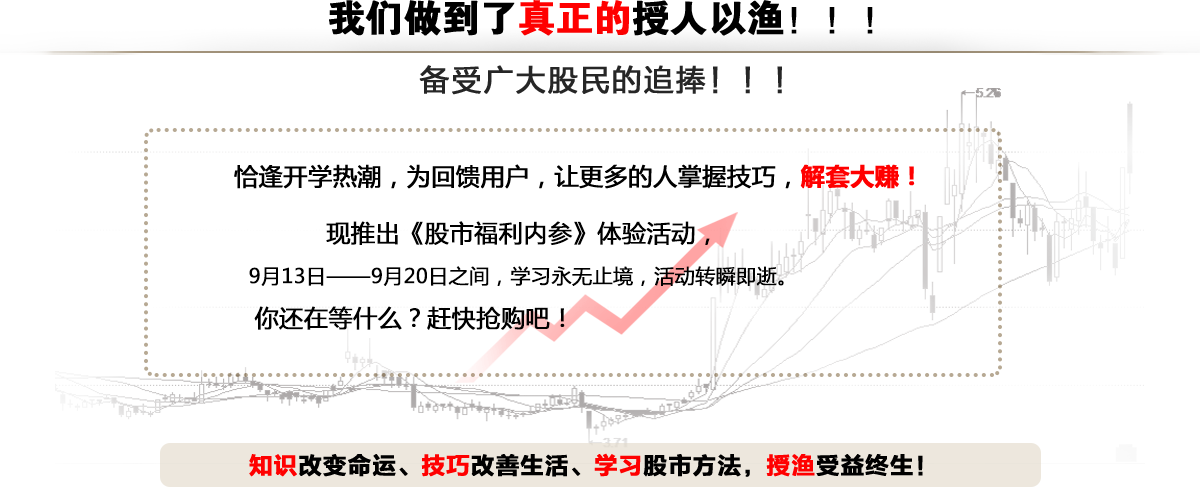 我们做到了真正的授人以渔！！！
备受广大股民的追捧！！！
5.26
恰逢开学热潮，为回馈用户，让更多的人掌握技巧，解套大赚！
现推出《股市福利内参》体验活动，
9月13日——9月20日之间，学习永无止境，活动转瞬即逝。
你还在等什么？赶快抢购吧！
3.71
知识改变命运、技巧改善生活、学习股市方法，授渔受益终生！